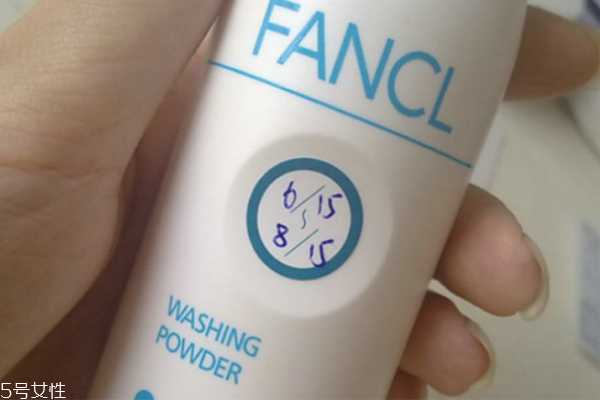 FANCL
6/15
~
8/15
WASHING
POWDER
5号女性